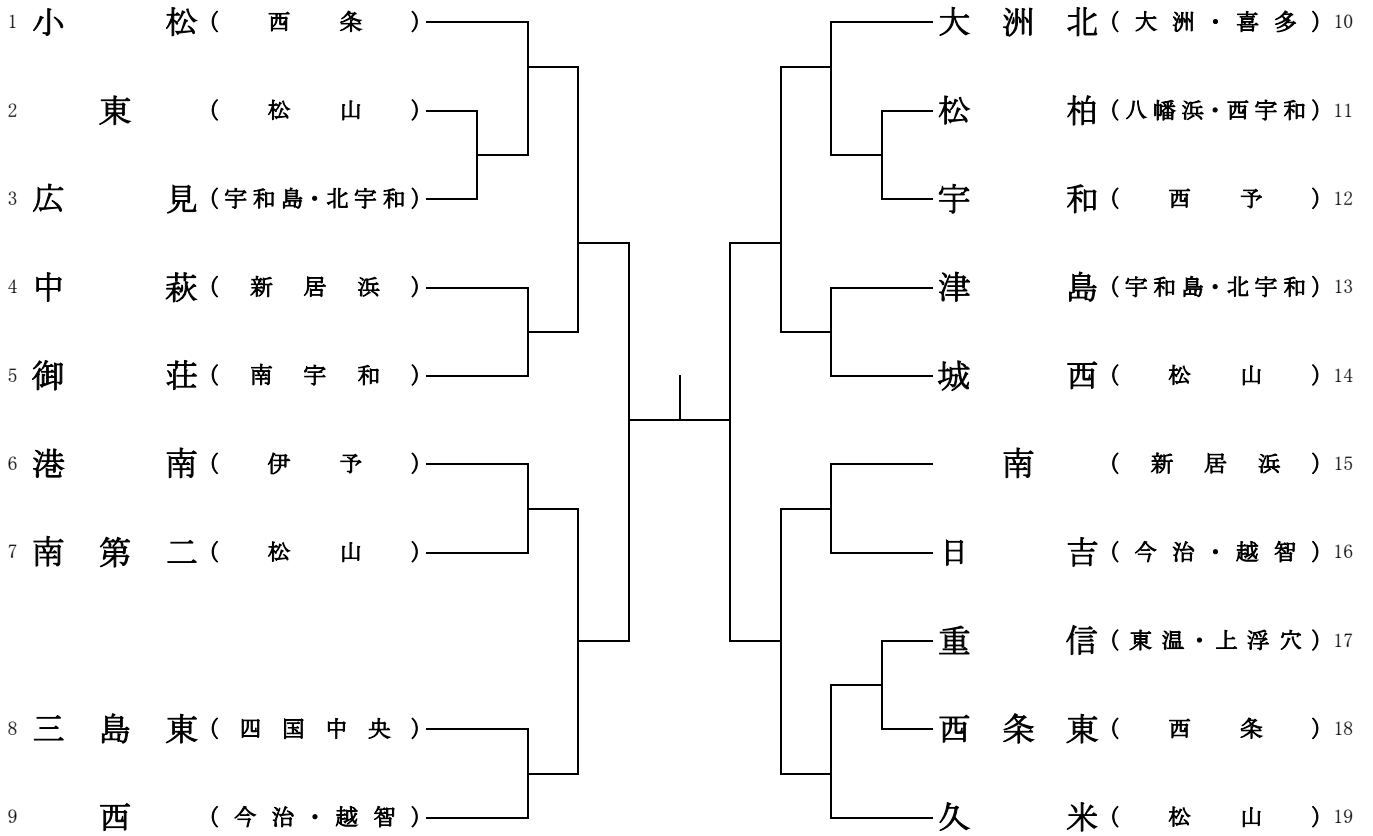 1 小松(西条)
2 東(松山)
3 広見(宇和島・北宇和)
4 中萩(新居浜)
5 御荘(南宇和)
6 港南(伊予)
7 南第二(松山)
8 三島東(四国中央)
9 西(今治・越智)
大洲北(大洲・喜多) 10
松柏(八幡浜・西宇和) 11
宇和(西予) 12
津島(宇和島・北宇和) 13
城西(松山) 14
南(新居浜) 15
日吉(今治・越智) 16
重信(東温・上浮穴) 17
西条東(西条) 18
久米(松山) 19